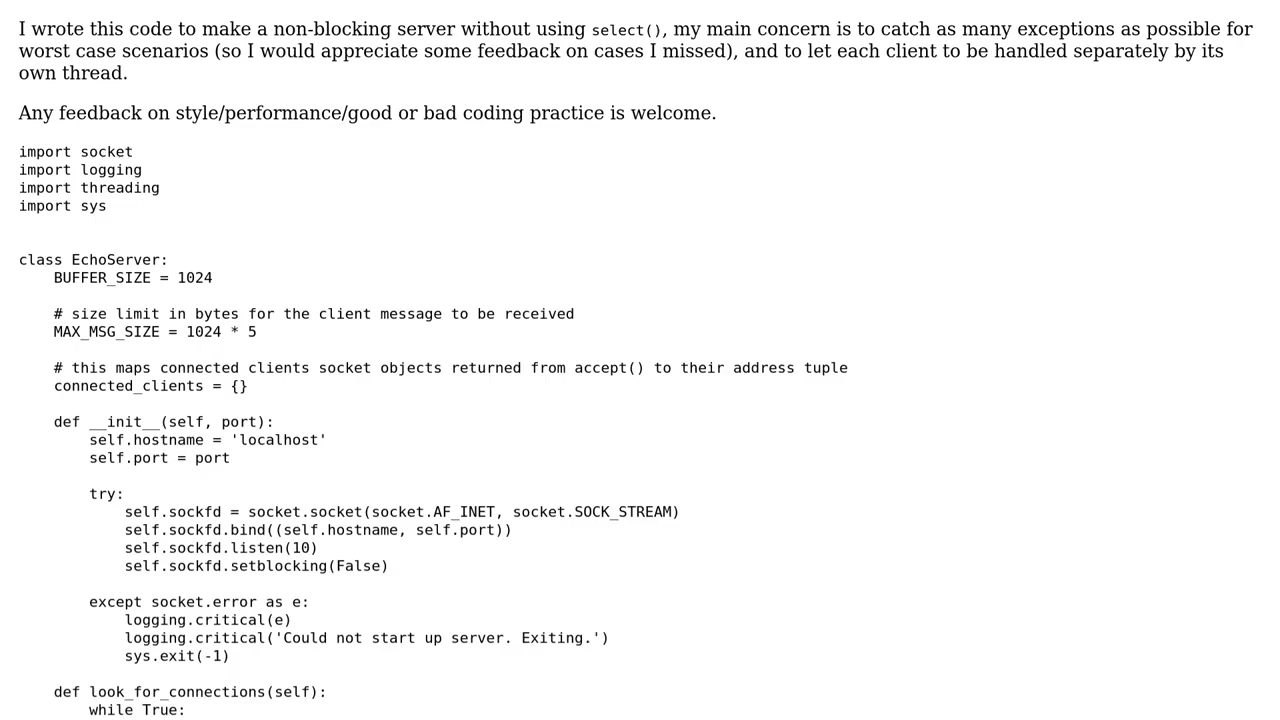 I wrote this code to make a non-blocking server without using select(), my main concern is to catch as many exceptions as possible for
worst case scenarios (so I would appreciate some feedback on cases I missed), and to let each client to be handled separately by its
own thread.
Any feedback on style/performance/good or bad coding practice is welcome.
import socket
import logging
import threading
import sys
class EchoServer:
    BUFFER_SIZE = 1024
    # size limit in bytes for the client message to be received
    MAX_MSG_SIZE = 1024 * 5
    # this maps connected clients socket objects returned from accept() to their address tuple
    connected_clients = {}
    def __init__(self, port):
        self.hostname = 'localhost'
        self.port = port
        try:
            self.sockfd = socket.socket(socket.AF_INET, socket.SOCK_STREAM)
            self.sockfd.bind((self.hostname, self.port))
            self.sockfd.listen(10)
            self.sockfd.setblocking(False)
        except socket.error as e:
            logging.critical(e)
            logging.critical('Could not start up server. Exiting.')
            sys.exit(-1)
    def look_for_connections(self):
        while True: